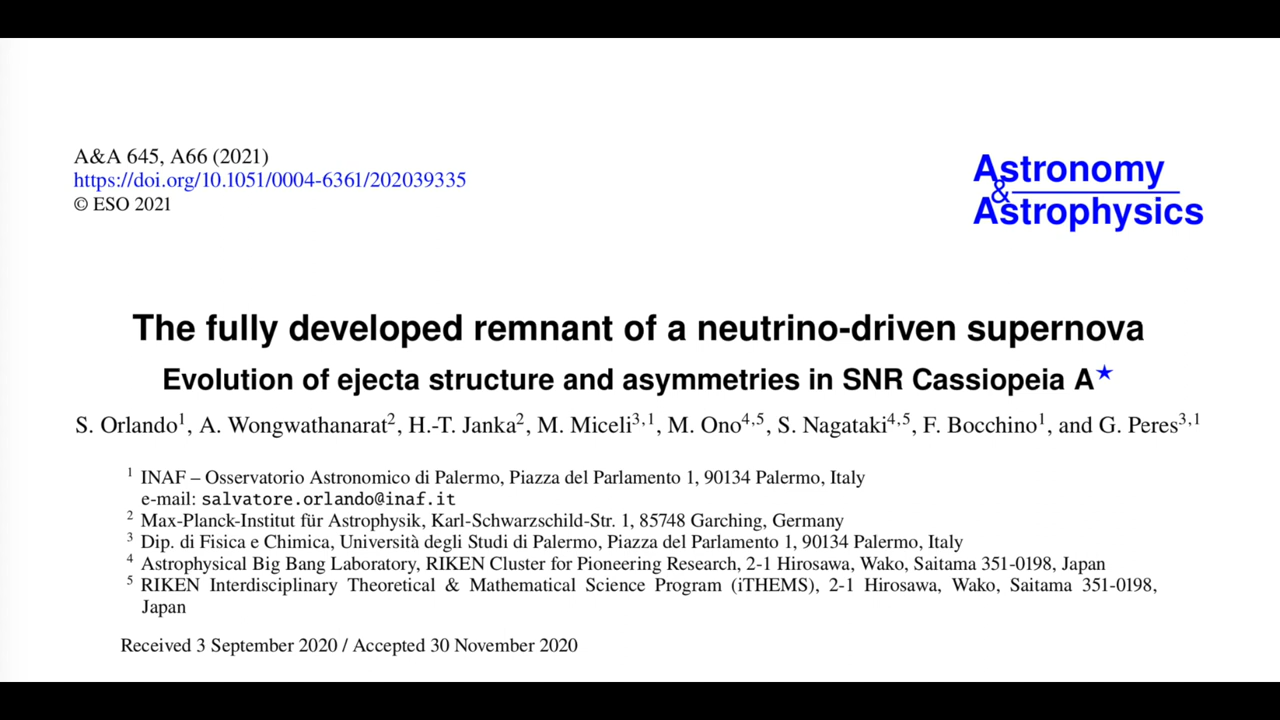 A&A 645, A66 (2021)
https://doi.org/10.1051/0004-6361/202039335
© ESO 2021
Astronomy
&
Astrophysics
The fully developed remnant of a neutrino-driven supernova
Evolution of ejecta structure and asymmetries in SNR Cassiopeia A★
S. Orlando1, A. Wongwathanarat2, H.-T. Janka2, M. Miceli3,1, M. Ono4,5, S. Nagataki4,5, F. Bocchino1, and G. Peres3,1
1 INAF – Osservatorio Astronomico di Palermo, Piazza del Parlamento 1, 90134 Palermo, Italy
e-mail: salvatore.orlando@inaf.it
2 Max-Planck-Institut für Astrophysik, Karl-Schwarzschild-Str. 1, 85748 Garching, Germany
3 Dip. di Fisica e Chimica, Università degli Studi di Palermo, Piazza del Parlamento 1, 90134 Palermo, Italy
4 Astrophysical Big Bang Laboratory, RIKEN Cluster for Pioneering Research, 2-1 Hirosawa, Wako, Saitama 351-0198, Japan
5 RIKEN Interdisciplinary Theoretical & Mathematical Science Program (iTHEMS), 2-1 Hirosawa, Wako, Saitama 351-0198,
Japan
Received 3 September 2020 / Accepted 30 November 2020